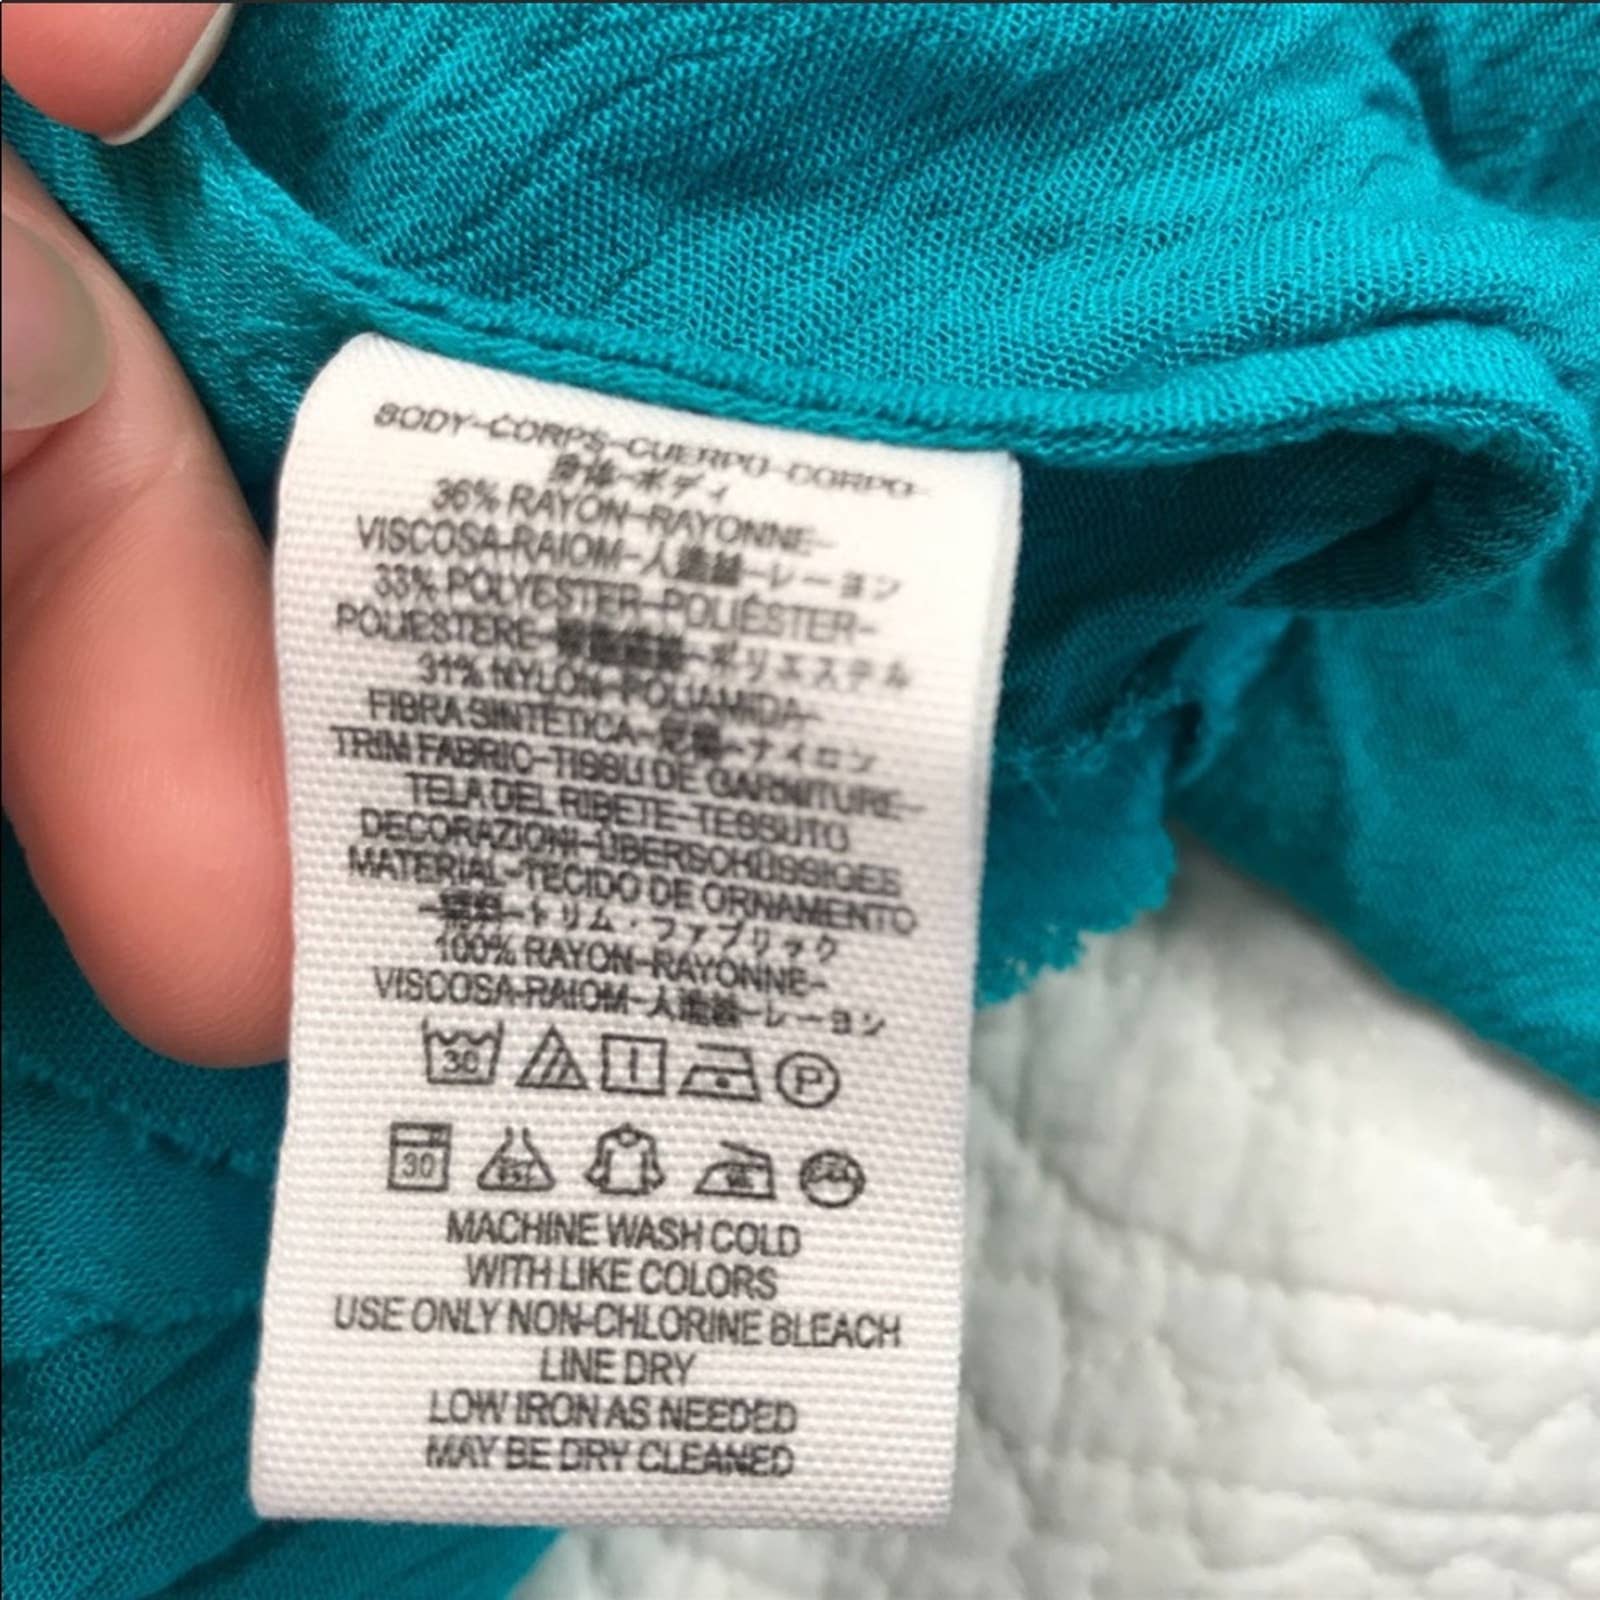 BODY-CORPS-CUERPO-CORPO-
身体-ボディ
36% RAYON-RAYONNE-
VISCOSA-RAIOM-人造絲-レーヨン
33% POLYESTER-POLIÉSTER-
POLIESTERE-ポリエステル
31% NYLON-POLIAMIDA-
FIBRA SINTETICA-ナイロン
TRIM FABRIC-TISSU DE GARNITURE-
TELA DEL RIBETE-TESSUTO
DECORAZIONI-ÜBERSCHÜSSIGES
MATERIAL-TECIDO DE ORNAMENTO
トリム・ファブリック
100% RAYON-RAYONNE-
VISCOSA-RAIOM-人造絲-レーヨン
30 P
30
MACHINE WASH COLD
WITH LIKE COLORS
USE ONLY NON-CHLORINE BLEACH
LINE DRY
LOW IRON AS NEEDED
MAY BE DRY CLEANED